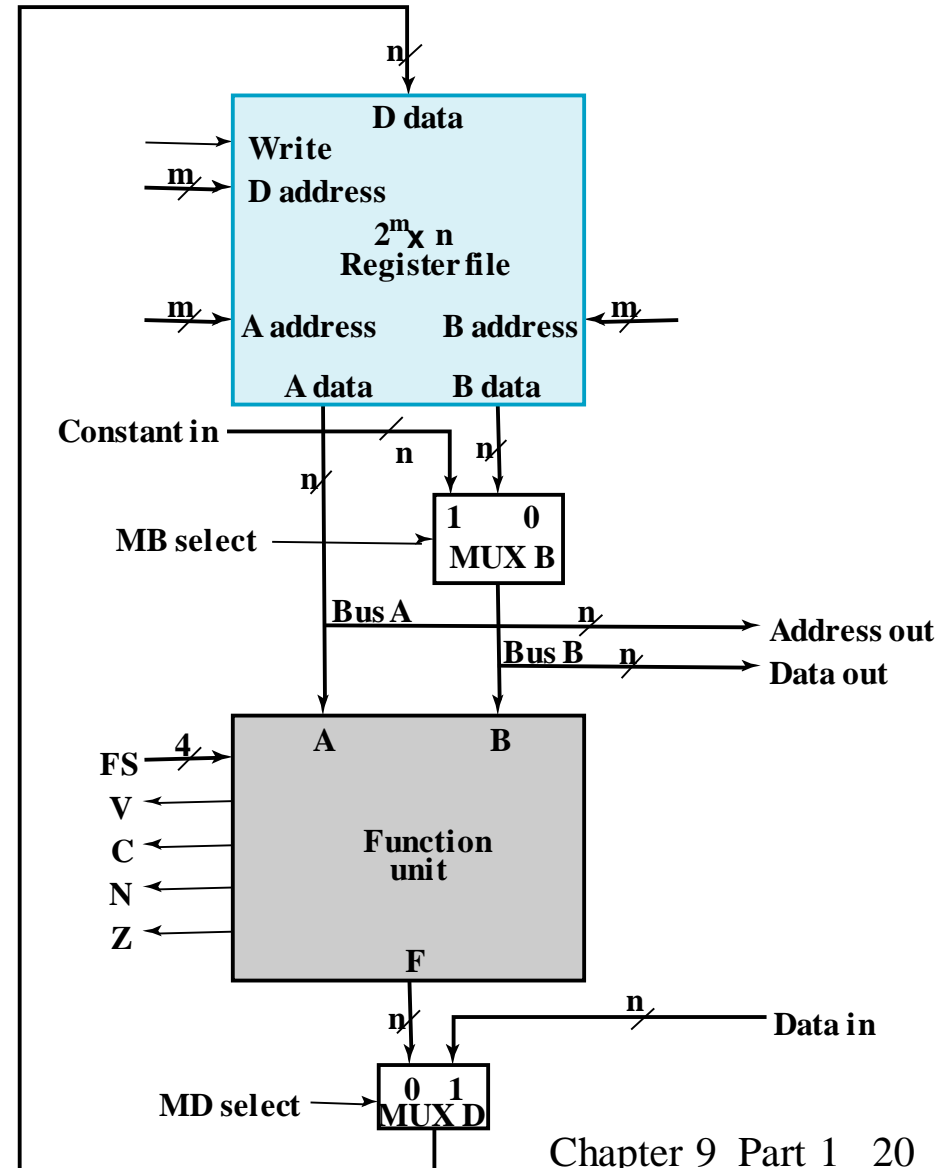 n
D data
Write
m
D address
2^m x n
Register file
m
m
A address
B address
A data
B data
Constant in
n
n
n
1 0
MB select
MUX B
Bus A
n
Address out
Bus B
n
Data out
A
B
4
FS
V
Function
C
unit
N
Z
F
n
n
Data in
0 1
MD select
MUX D
Chapter 9 Part 1 20